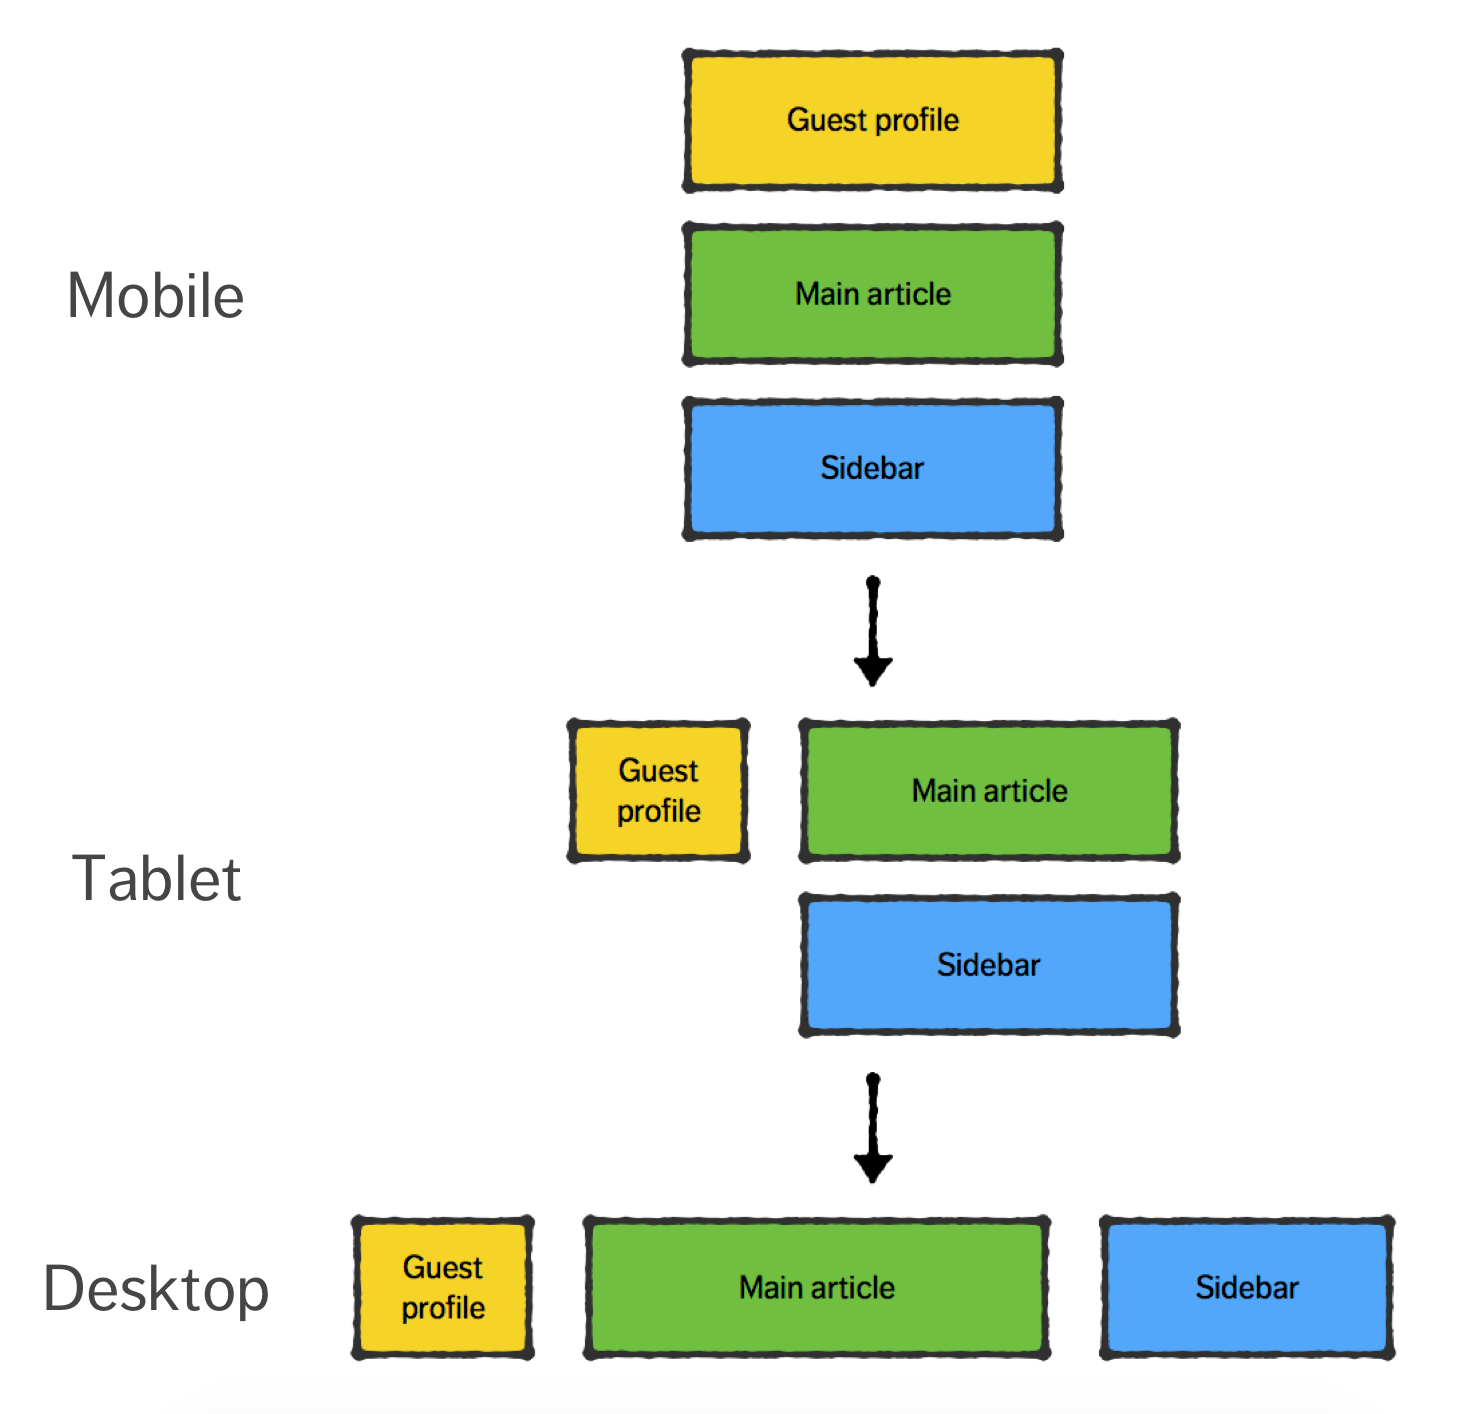 Guest profile
Mobile
Main article
Sidebar
Guest
profile
Main article
Tablet
Sidebar
Desktop
Guest
profile
Main article
Sidebar